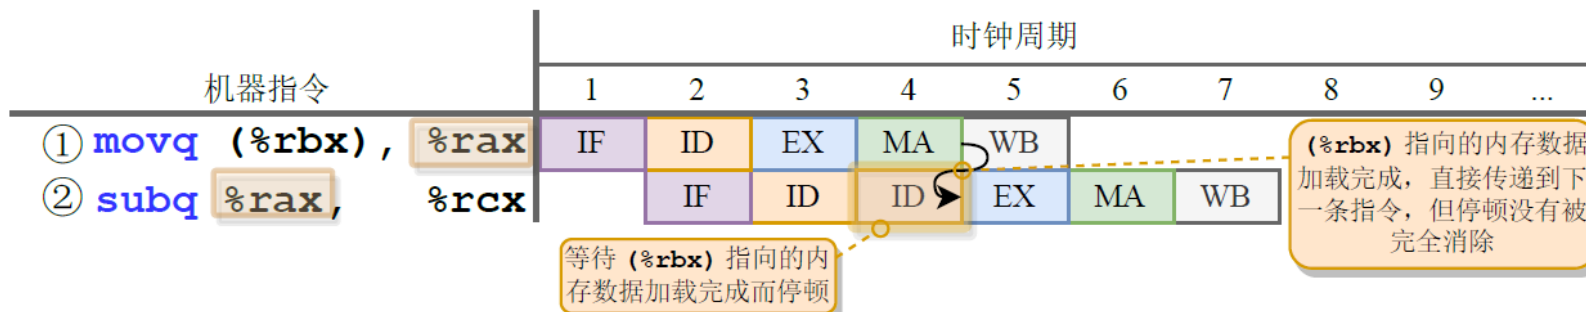 时钟周期
机器指令 1 2 3 4 5 6 7 8 9 ...
① movq (%rbx), %rax IF ID EX MA WB
② subq %rax, %rcx IF ID ID EX MA WB
(%rbx) 指向的内存数据
加载完成，直接传递到下
一条指令，但停顿没有被
完全消除
等待 (%rbx) 指向的内
存数据加载完成而停顿